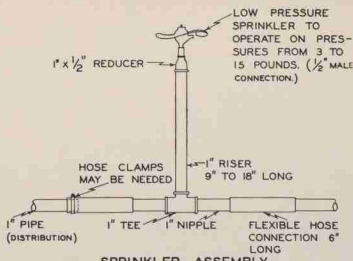 LOW PRESSURE
SPRINKLER TO
OPERATE ON PRES-
SURES FROM 3 TO
15 POUNDS. (1/2" MALE
CONNECTION.)
1" x 1/2" REDUCER
1" RISER
9" TO 18" LONG
HOSE CLAMPS
MAY BE NEEDED
1" PIPE
(DISTRIBUTION)
1" TEE
1" NIPPLE
FLEXIBLE HOSE
CONNECTION 6"
LONG
SPRINKLER ASSEMBLY